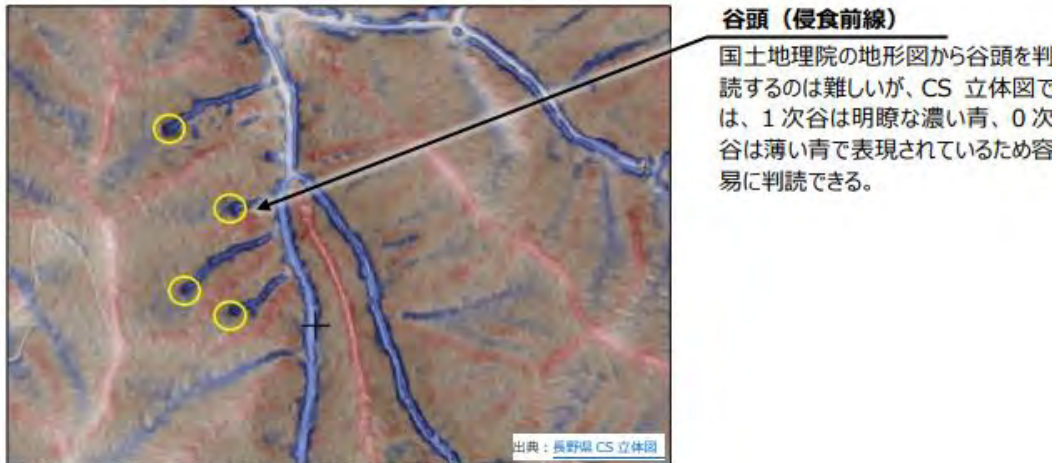 谷頭（侵食前線）
国土地理院の地形図から谷頭を判
読するのは難しいが、CS 立体図で
は、1 次谷は明瞭な濃い青、0 次
谷は薄い青で表現されているため容
易に判読できる。
出典：長野県 CS 立体図